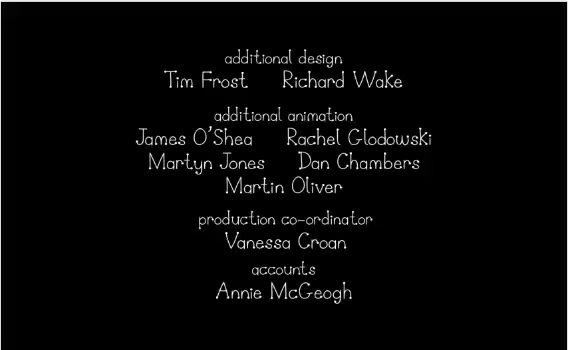 additional design
Tim Frost Richard Wake
additional animation
James O'Shea Rachel Glodowski
Martyn Jones Dan Chambers
Martin Oliver
production co-ordinator
Vanessa Croan
accounts
Annie McGeogh